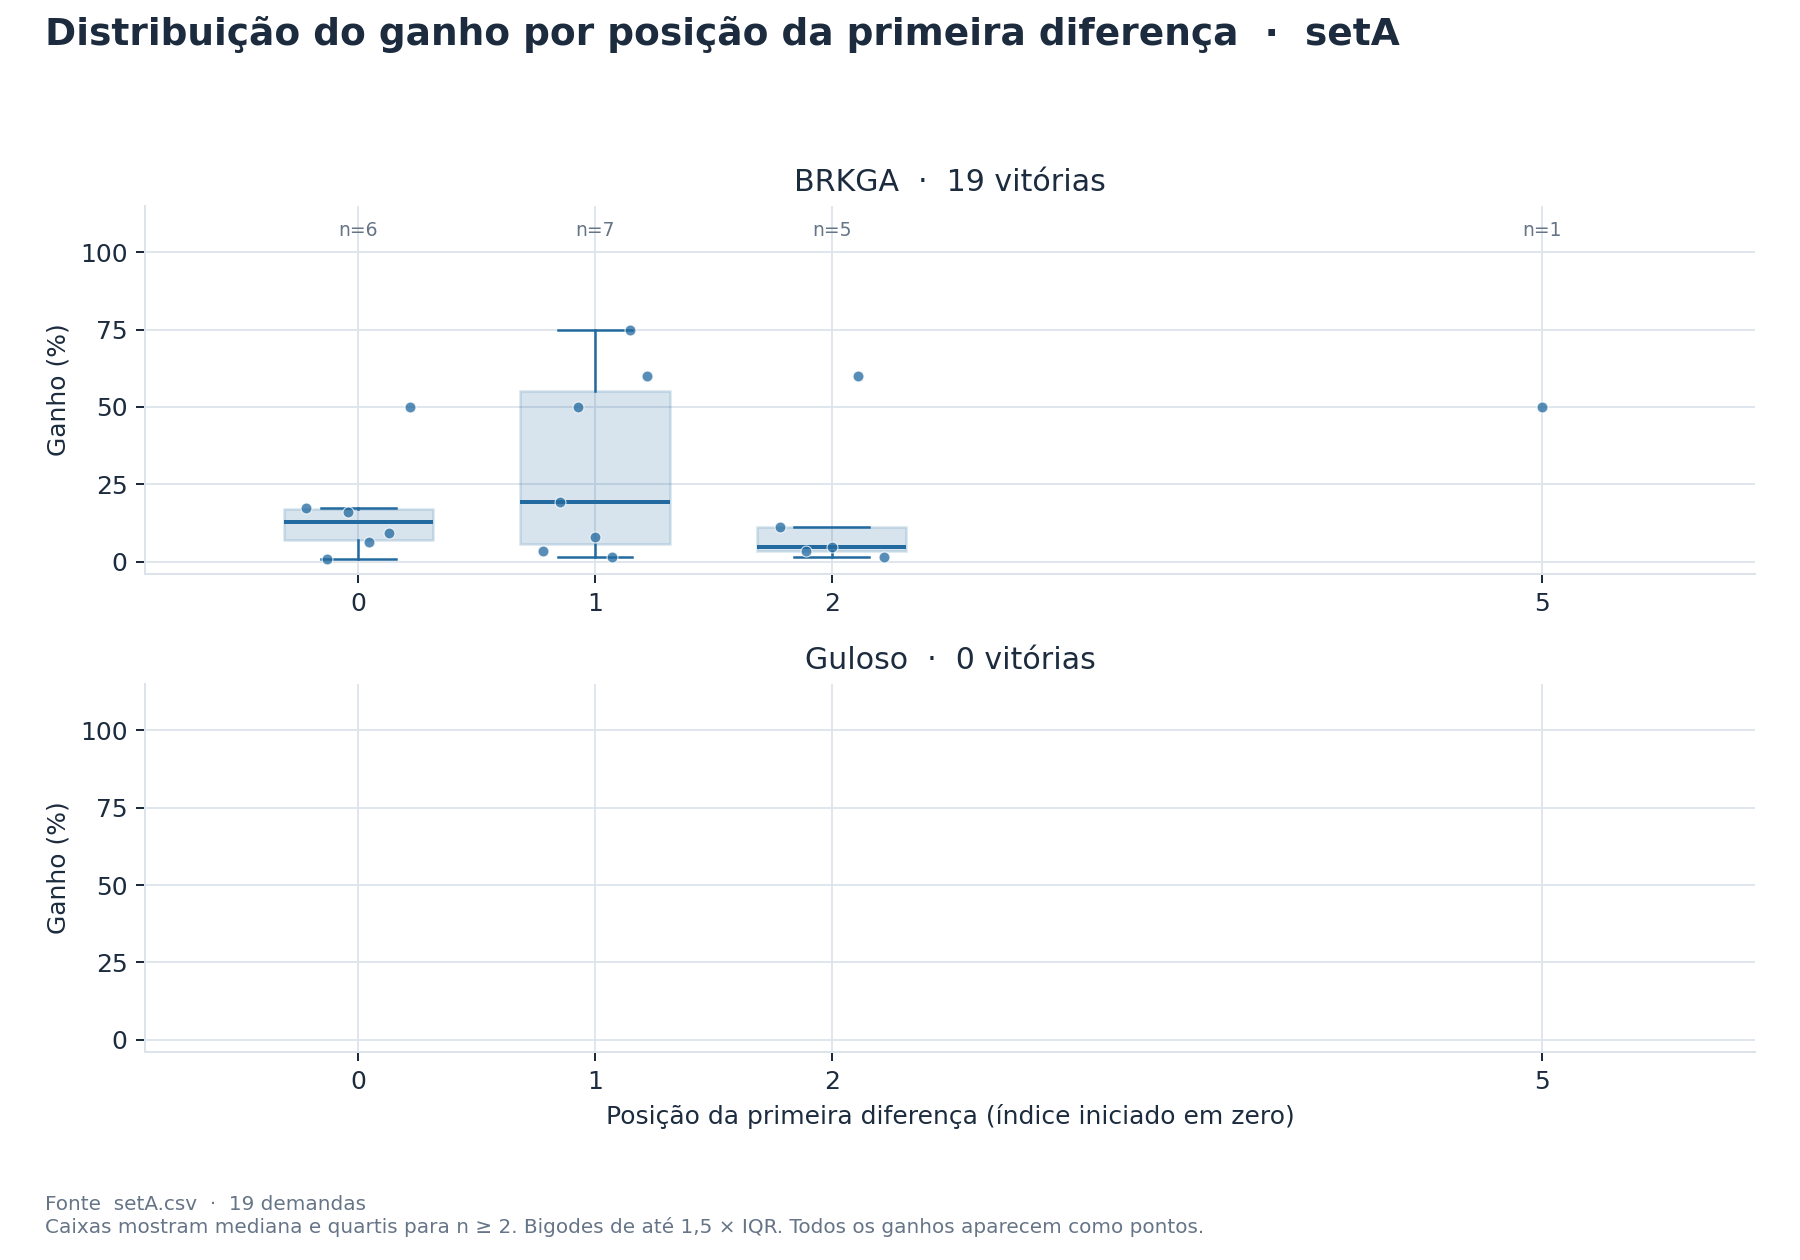 Distribuição do ganho por posição da primeira diferença · setA
BRKGA · 19 vitórias
n=6 n=7 n=5 n=1
100
75
50
25
0
Ganho (%)
0 1 2 5
Guloso · 0 vitórias
100
75
50
25
0
Ganho (%)
0 1 2 5
Posição da primeira diferença (índice iniciado em zero)
Fonte setA.csv · 19 demandas
Caixas mostram mediana e quartis para n ≥ 2. Bigodes de até 1,5 × IQR. Todos os ganhos aparecem como pontos.